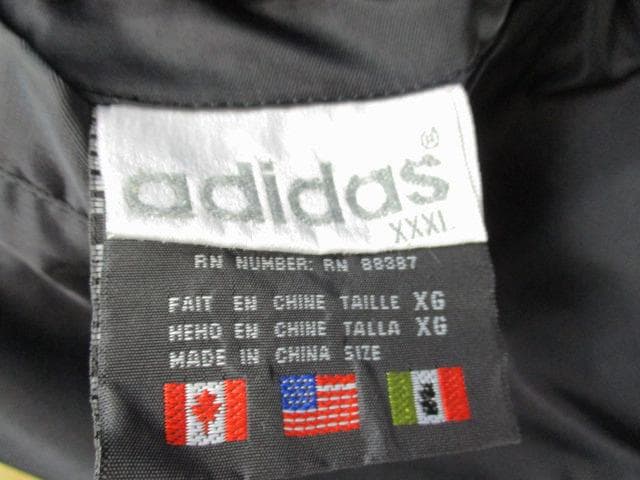 adidas®
XXXL
RN NUMBER: RN 88387
FAIT EN CHINE TAILLE XG
HEHO EN CHINE TALLA XG
MADE IN CHINA SIZE